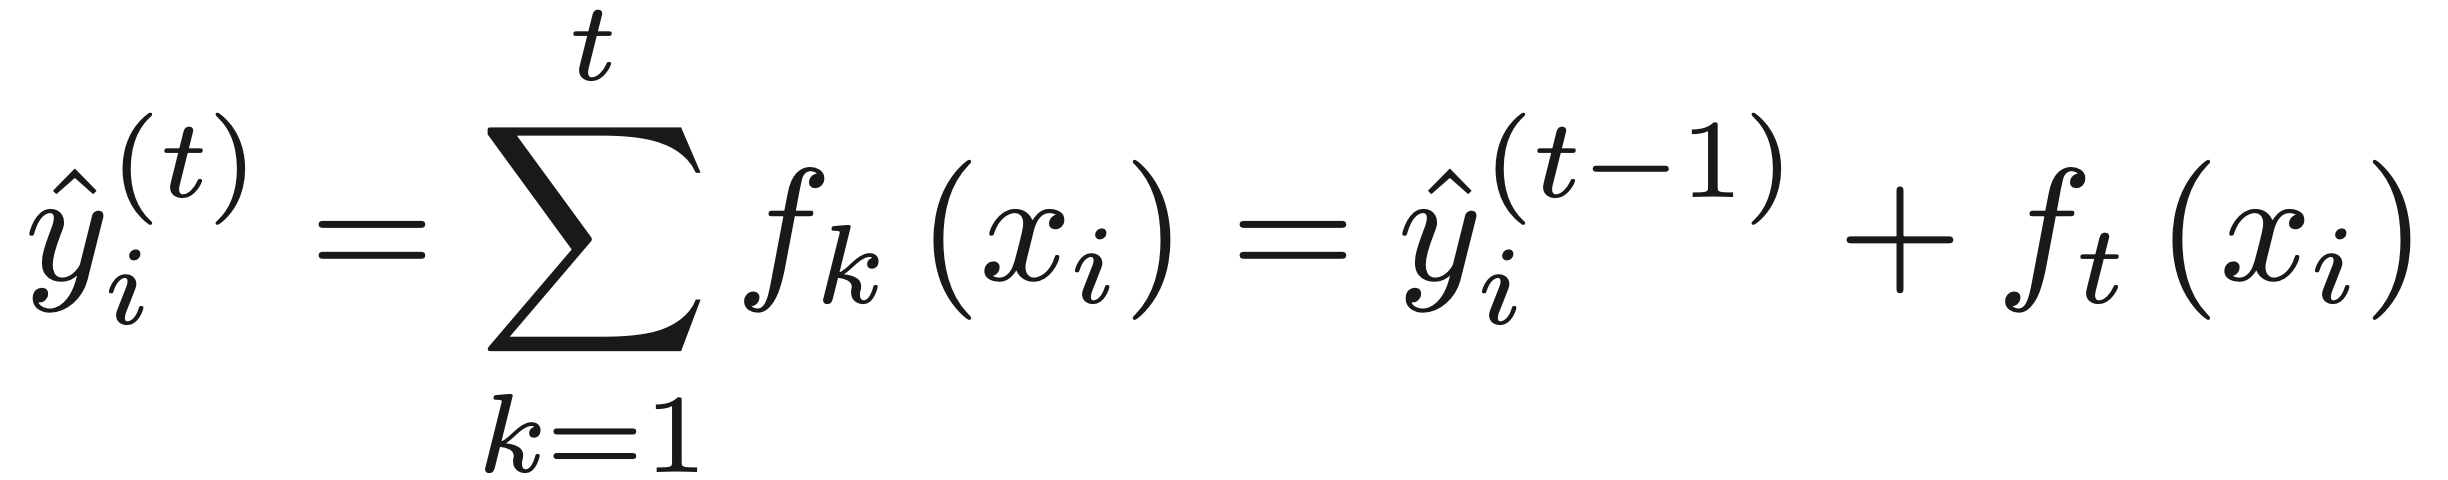 \hat{y}_i^{(t)} = \sum_{k=1}^{t} f_k(x_i) = \hat{y}_i^{(t-1)} + f_t(x_i)